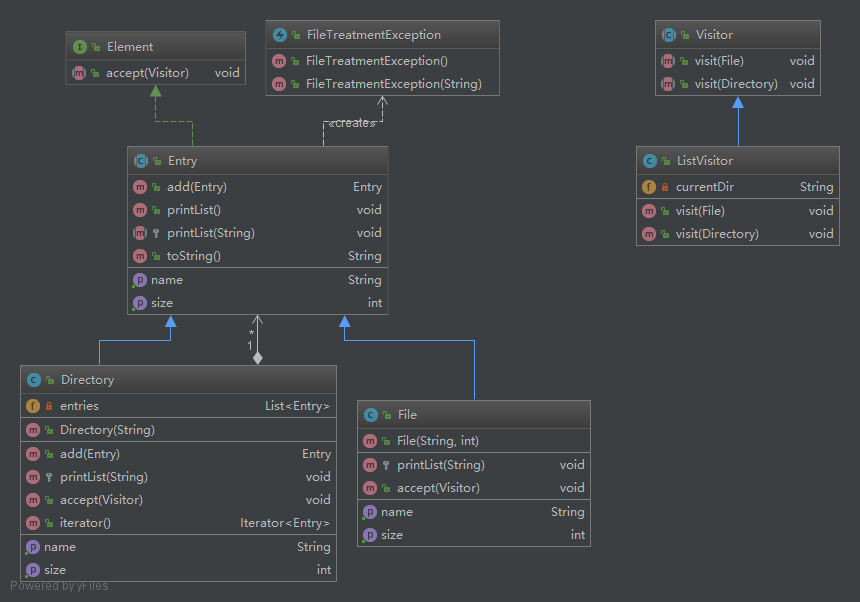 Element
accept(Visitor) void
FileTreatmentException
FileTreatmentException()
FileTreatmentException(String)
Visitor
visit(File) void
visit(Directory) void
«create»
Entry
add(Entry) Entry
printList() void
printList(String) void
toString() String
name String
size int
ListVisitor
currentDir String
visit(File) void
visit(Directory) void
*
1
Directory
entries List<Entry>
Directory(String)
add(Entry) Entry
printList(String) void
accept(Visitor) void
iterator() Iterator<Entry>
name String
size int
File
File(String, int)
printList(String) void
accept(Visitor) void
name String
size int
Powered by yFiles